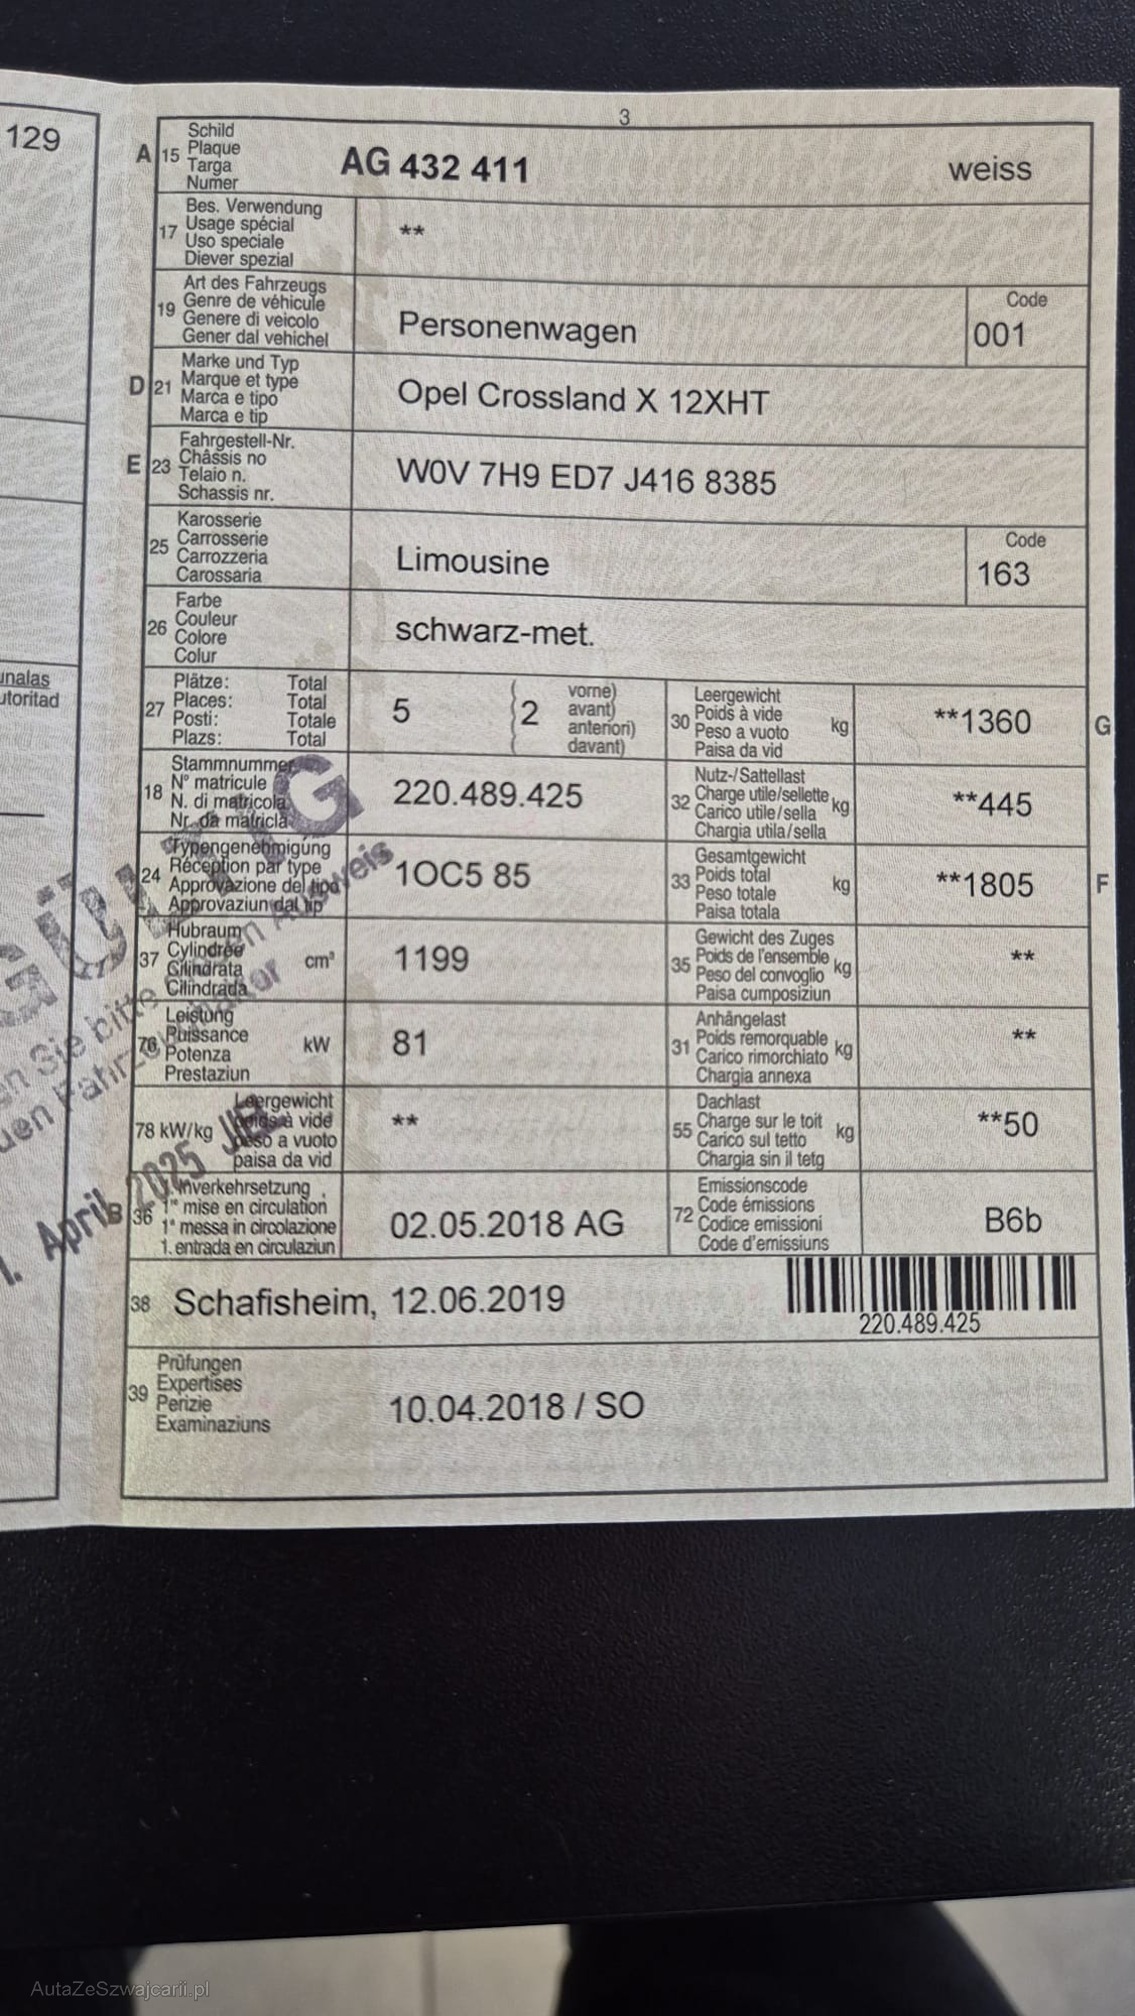 3
129
A 15 Schild
Plaque
Targa
Numer
AG 432 411 weiss
17 Bes. Verwendung
Usage spécial
Uso speciale
Diever spezial
**
19 Art des Fahrzeugs
Genre de véhicule
Genere di veicolo
Gener dal vehichel
Personenwagen
Code
001
D 21 Marke und Typ
Marque et type
Marca e tipo
Marca e tip
Opel Crossland X 12XHT
E 23 Fahrgestell-Nr.
Châssis no
Telaio n.
Schassis nr.
W0V 7H9 ED7 J416 8385
25 Karosserie
Carrosserie
Carrozzeria
Carossaria
Limousine
Code
163
26 Farbe
Couleur
Colore
Colur
schwarz-met.
27 Plätze: Total
Places: Total
Posti: Totale
Plazs: Total
5 ( 2 vorne)
avant)
anteriori)
davant)
30 Leergewicht
Poids à vide
Peso a vuoto
Paisa da vid
kg
**1360
G
18 Stammnummer
N° matricule
N. di matricola
Nr. da matricla
220.489.425
32 Nutz-/Sattellast
Charge utile/sellette
Carico utile/sella
Chargia utila/sella
kg
**445
24 Typengenehmigung
Réception par type
Approvazione del tipo
Approvaziun dal tip
1OC5 85
33 Gesamtgewicht
Poids total
Peso totale
Paisa totala
kg
**1805
F
37 Hubraum
Cylindrée
Cilindrata
Cilindrada
cm³
1199
35 Gewicht des Zuges
Poids de l'ensemble
Peso del convoglio
Paisa cumposiziun
kg
**
76 Leistung
Puissance
Potenza
Prestaziun
kW
81
31 Anhängelast
Poids remorquable
Carico rimorchiato
Chargia annexa
kg
**
78 kW/kg Leergewicht
poids à vide
peso a vuoto
paisa da vid
**
55 Dachlast
Charge sur le toit
Carico sul tetto
Chargia sin il tetg
kg
**50
B 36 1. Inverkehrsetzung
1re mise en circulation
1a messa in circolazione
1. entrada en circulaziun
02.05.2018 AG
72 Emissionscode
Code émissions
Codice emissioni
Code d'emissiuns
B6b
38 Schafisheim, 12.06.2019
220.489.425
39 Prüfungen
Expertises
Perizie
Examinaziuns
10.04.2018 / SO
GÜLTIG
Sie bitte Ausweis
April 2025
AutaZeSzwajcarii.pl